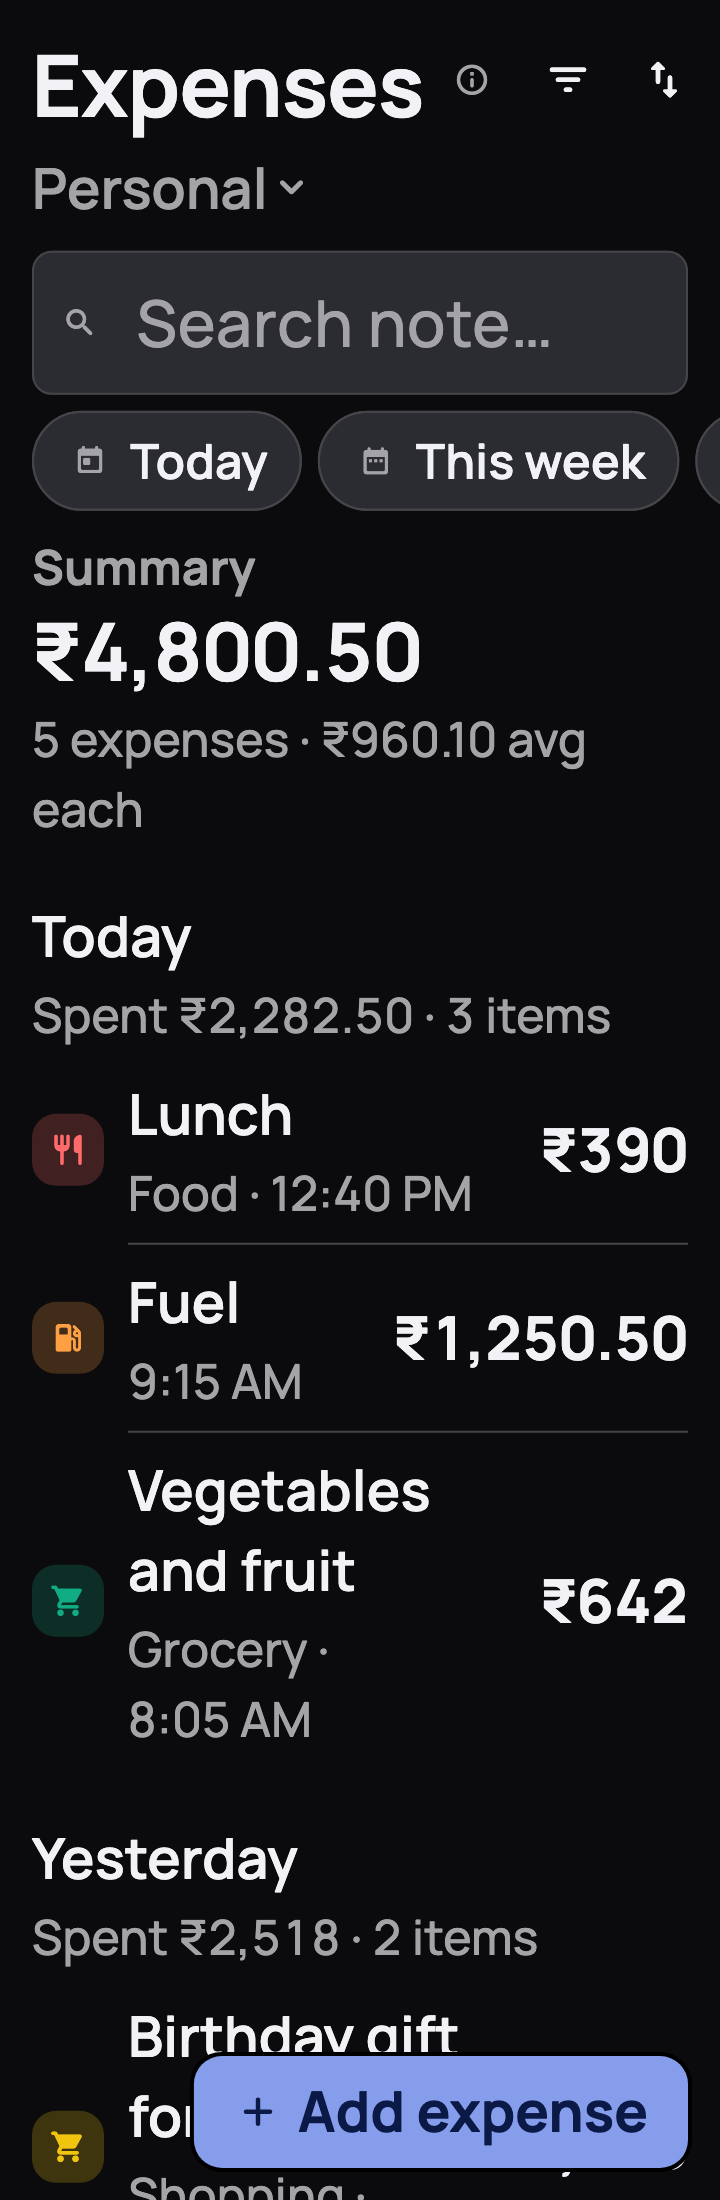 Expenses
Personal
Search note...
Today
This week
Summary
₹4,800.50
5 expenses · ₹960.10 avg
each
Today
Spent ₹2,282.50 · 3 items
Lunch
₹390
Food · 12:40 PM
Fuel
₹1,250.50
9:15 AM
Vegetables
and fruit
₹642
Grocery ·
8:05 AM
Yesterday
Spent ₹2,518 · 2 items
Birthday gift
+ Add expense
Shopping ·